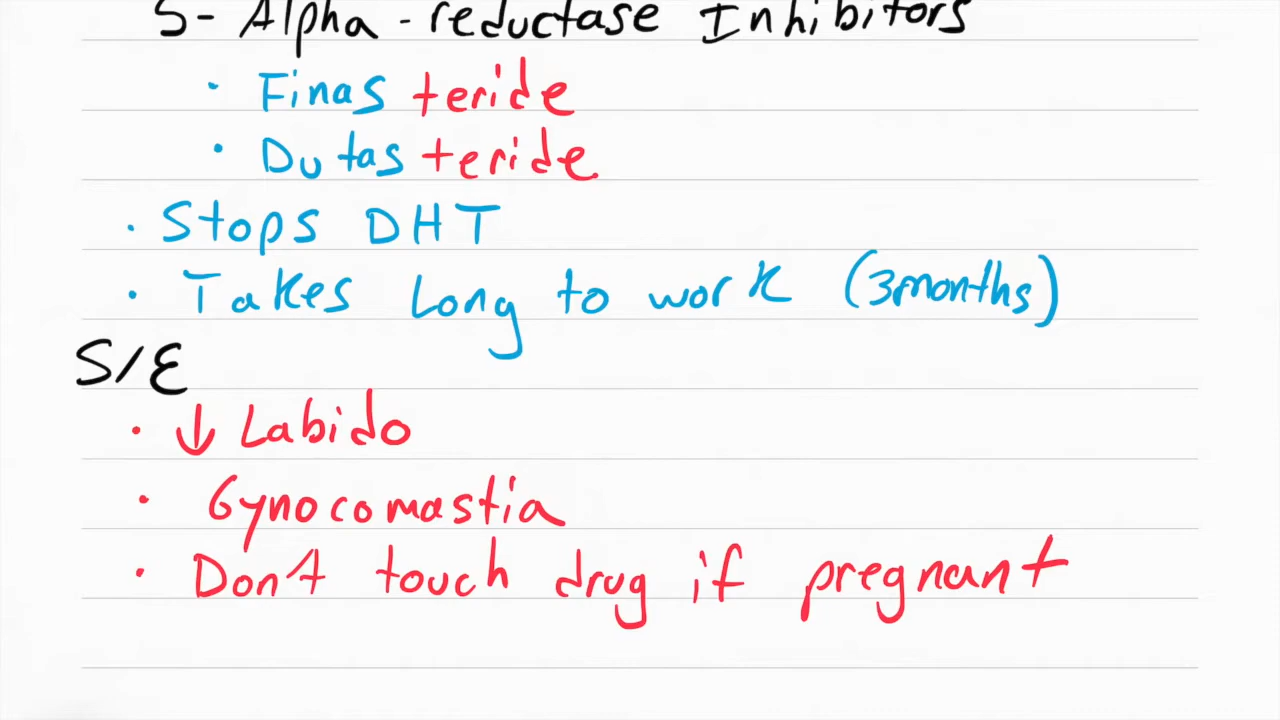 5- Alpha-reductase Inhibitors
· Finasteride
· Dutasteride
· Stops DHT
· Takes Long to work (3months)
S/E
· ↓ Labido
· Gynocomastia
· Don't touch drug if pregnant